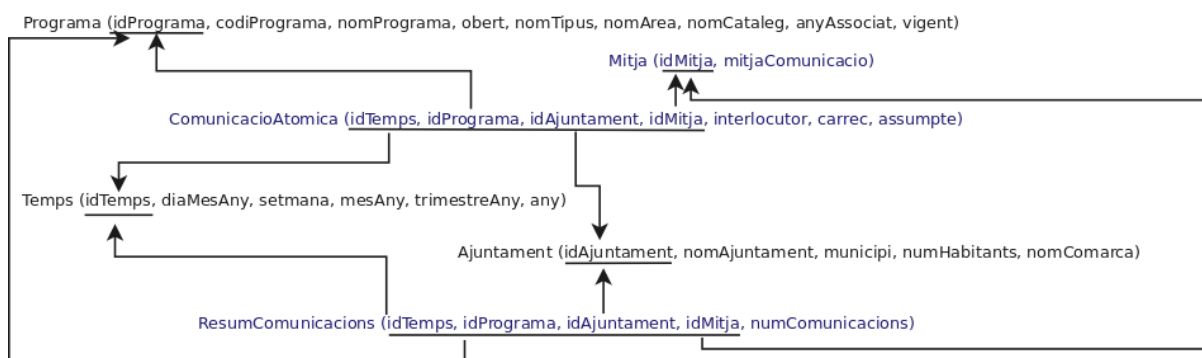 Programa (idPrograma, codiPrograma, nomPrograma, obert, nomTipus, nomArea, nomCataleg, anyAssociat, vigent)
Mitja (idMitja, mitjaComunicacio)
ComunicacioAtomica (idTemps, idPrograma, idAjuntament, idMitja, interlocutor, carrec, assumpte)
Temps (idTemps, diaMesAny, setmana, mesAny, trimestreAny, any)
Ajuntament (idAjuntament, nomAjuntament, municipi, numHabitants, nomComarca)
ResumComunicacions (idTemps, idPrograma, idAjuntament, idMitja, numComunicacions)